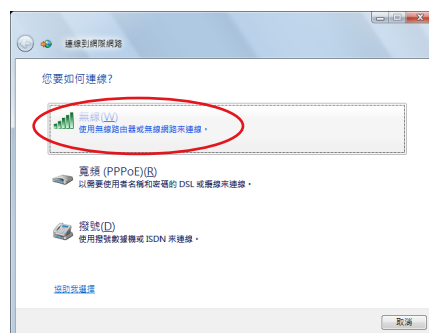 連線到網際網路
您要如何連線?
無線(W)
使用無線路由器或無線網路來連線。
寬頻 (PPPoE)(R)
以需要使用者名稱和密碼的 DSL 或纜線來連線。
撥號(D)
使用撥號數據機或 ISDN 來連線。
協助我選擇
取消